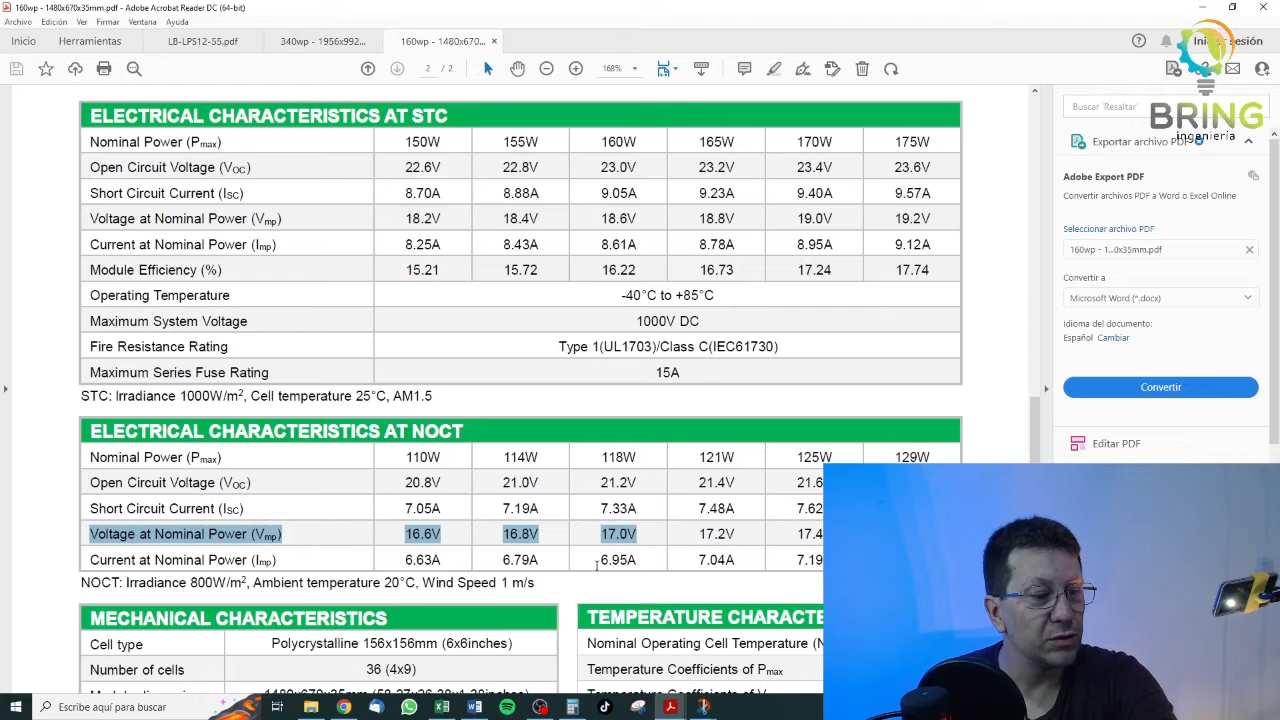 160wp - 1480x670x35mm.pdf - Adobe Acrobat Reader DC (64-bit)
Archivo Edición Ver Firmar Ventana Ayuda
Inicio Herramientas LB-LPS12-55.pdf 340wp - 1956x992... 160wp - 1480x670... Iniciar sesión
2 / 2 168%
BRING
ingeniería
Buscar 'Resaltar'
Exportar archivo PDF
Adobe Export PDF
Convertir archivos PDF a Word o Excel Online
Seleccionar archivo PDF
160wp - 1...0x35mm.pdf
Convertir a
Microsoft Word (*.docx)
Idioma del documento:
Español Cambiar
Convertir
Editar PDF
ELECTRICAL CHARACTERISTICS AT STC
Nominal Power (Pmax) 150W 155W 160W 165W 170W 175W
Open Circuit Voltage (VOC) 22.6V 22.8V 23.0V 23.2V 23.4V 23.6V
Short Circuit Current (ISC) 8.70A 8.88A 9.05A 9.23A 9.40A 9.57A
Voltage at Nominal Power (Vmp) 18.2V 18.4V 18.6V 18.8V 19.0V 19.2V
Current at Nominal Power (Imp) 8.25A 8.43A 8.61A 8.78A 8.95A 9.12A
Module Efficiency (%) 15.21 15.72 16.22 16.73 17.24 17.74
Operating Temperature -40°C to +85°C
Maximum System Voltage 1000V DC
Fire Resistance Rating Type 1(UL1703)/Class C(IEC61730)
Maximum Series Fuse Rating 15A
STC: Irradiance 1000W/m2, Cell temperature 25°C, AM1.5
ELECTRICAL CHARACTERISTICS AT NOCT
Nominal Power (Pmax) 110W 114W 118W 121W 125W 129W
Open Circuit Voltage (VOC) 20.8V 21.0V 21.2V 21.4V 21.6
Short Circuit Current (ISC) 7.05A 7.19A 7.33A 7.48A 7.62
Voltage at Nominal Power (Vmp) 16.6V 16.8V 17.0V 17.2V 17.4
Current at Nominal Power (Imp) 6.63A 6.79A 6.95A 7.04A 7.19
NOCT: Irradiance 800W/m2, Ambient temperature 20°C, Wind Speed 1 m/s
MECHANICAL CHARACTERISTICS
Cell type Polycrystalline 156x156mm (6x6inches)
Number of cells 36 (4x9)
TEMPERATURE CHARACTE
Nominal Operating Cell Temperature (N
Temperature Coefficients of Pmax
Escribe aquí para buscar